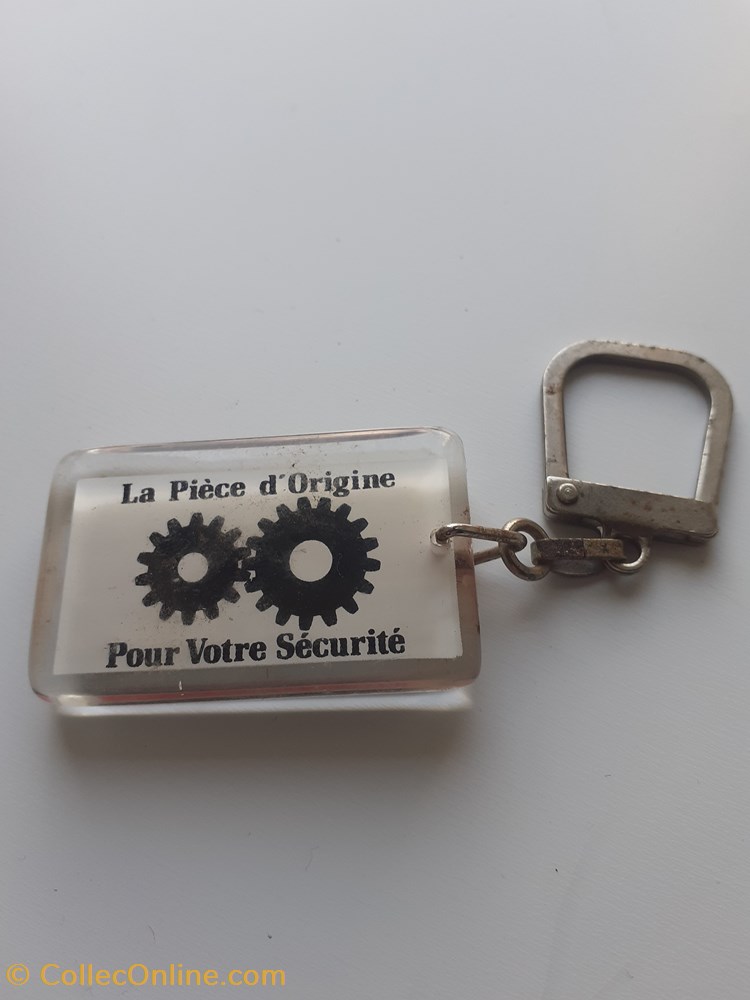 La Pièce d'Origine
Pour Votre Sécurité
© CollecOnline.com